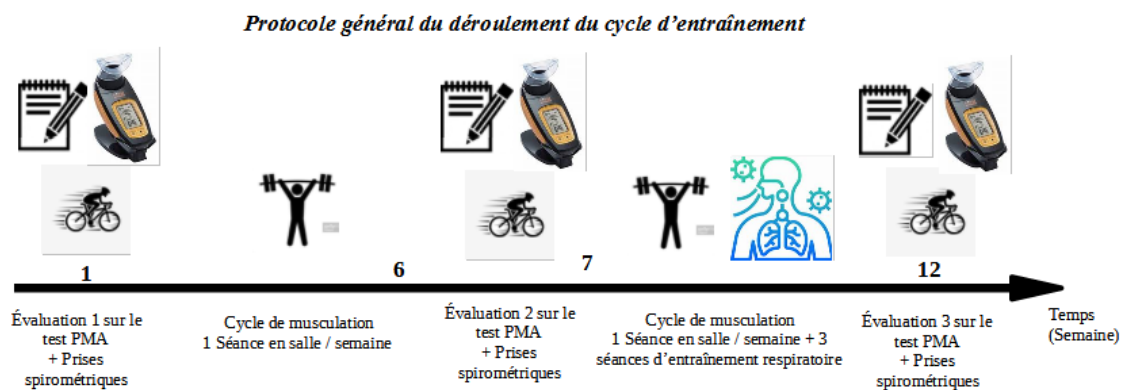 Protocole général du déroulement du cycle d’entraînement
1
6
7
12
Évaluation 1 sur le
test PMA
+ Prises
spirométriques
Cycle de musculation
1 Séance en salle / semaine
Évaluation 2 sur le
test PMA
+ Prises
spirométriques
Cycle de musculation
1 Séance en salle / semaine + 3
séances d’entraînement respiratoire
Évaluation 3 sur le
test PMA
+ Prises
spirométriques
Temps
(Semaine)